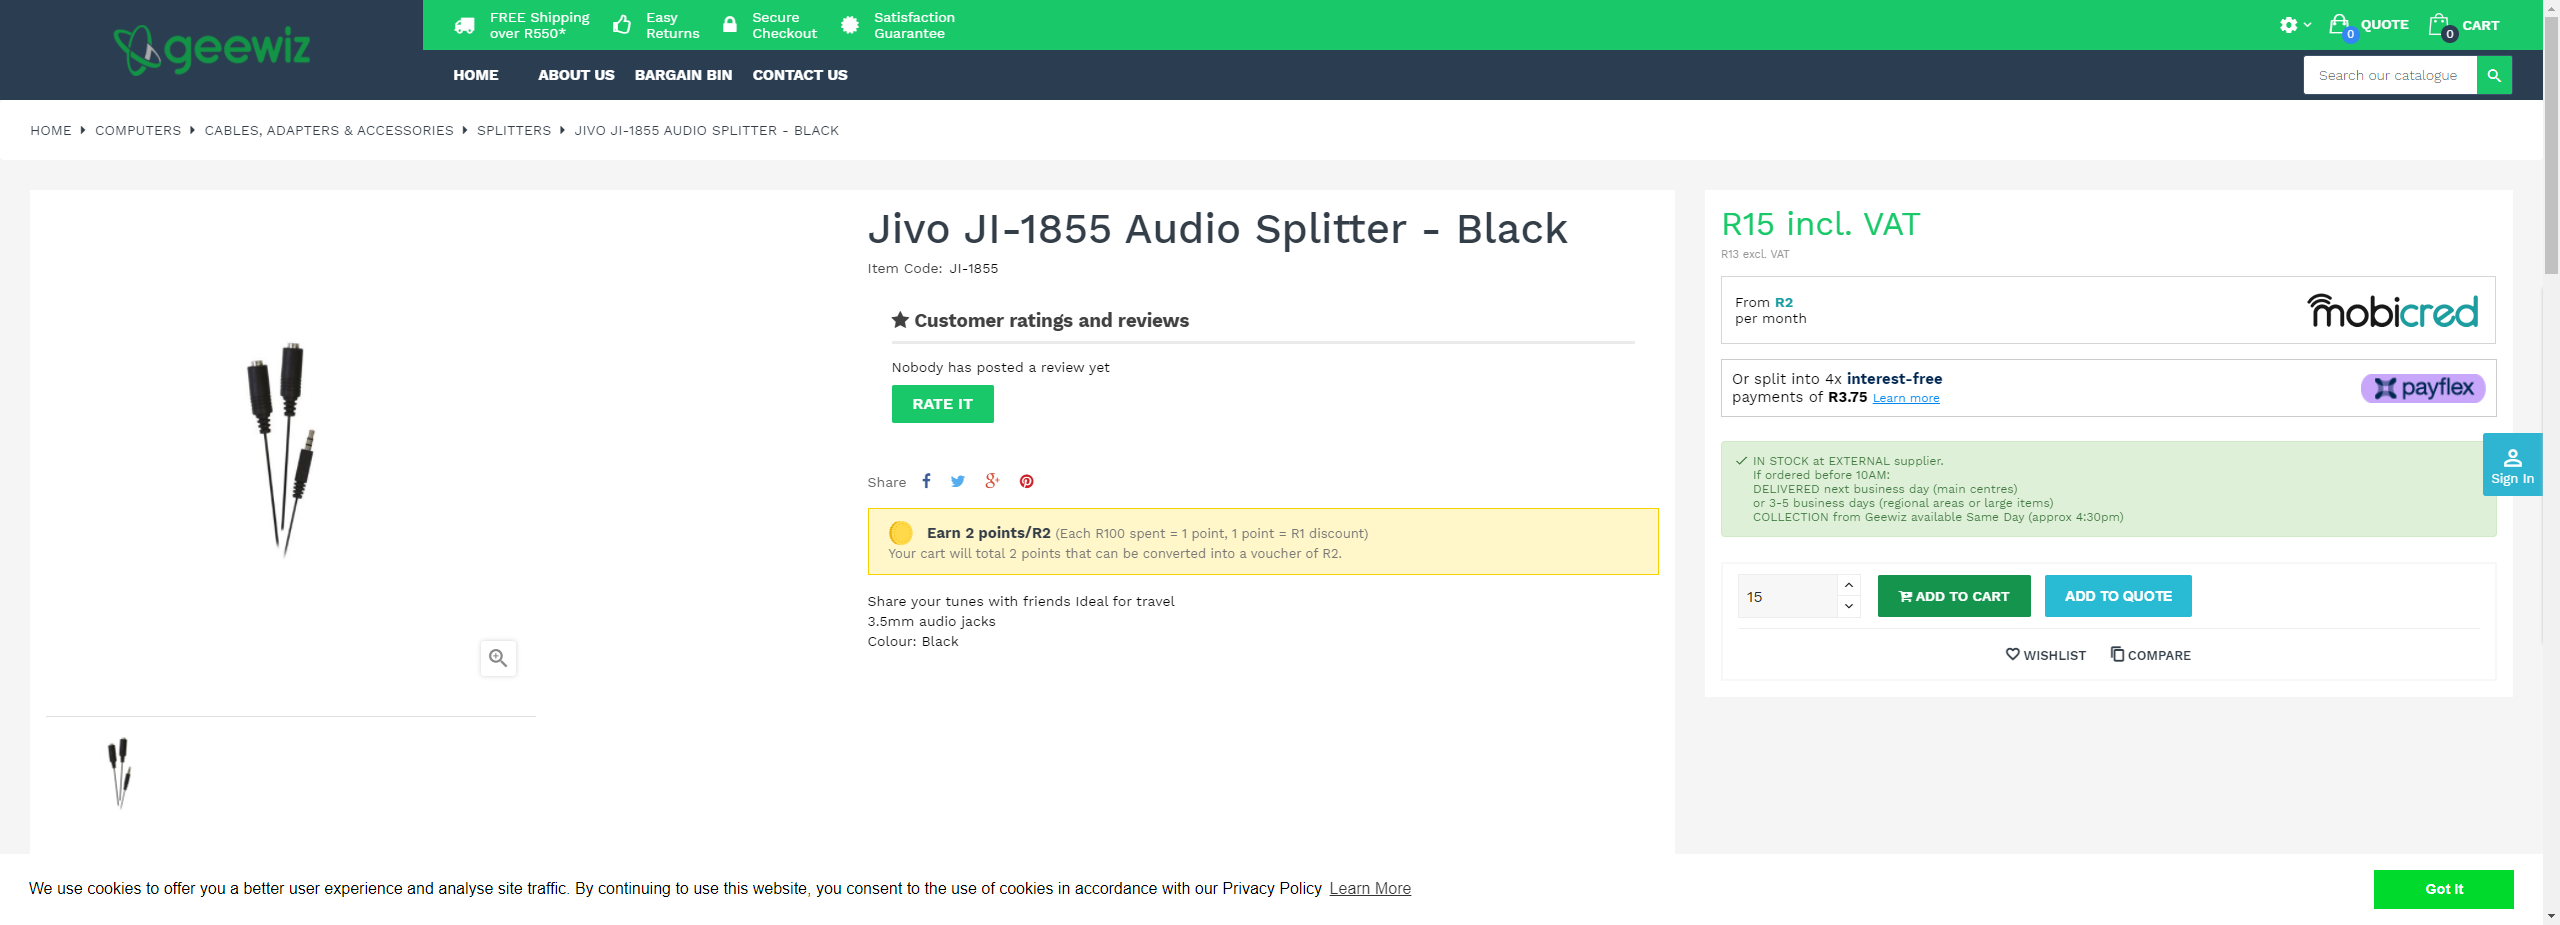 geewiz
FREE Shipping
over R550*
Easy
Returns
Secure
Checkout
Satisfaction
Guarantee
0
QUOTE
0
CART
HOME
ABOUT US
BARGAIN BIN
CONTACT US
Search our catalogue
HOME
COMPUTERS
CABLES, ADAPTERS & ACCESSORIES
SPLITTERS
JIVO JI-1855 AUDIO SPLITTER - BLACK
Jivo JI-1855 Audio Splitter - Black
Item Code: JI-1855
Customer ratings and reviews
Nobody has posted a review yet
RATE IT
Share
Earn 2 points/R2 (Each R100 spent = 1 point, 1 point = R1 discount)
Your cart will total 2 points that can be converted into a voucher of R2.
Share your tunes with friends Ideal for travel
3.5mm audio jacks
Colour: Black
R15 incl. VAT
R13 excl. VAT
From R2
per month
mobicred
Or split into 4x interest-free
payments of R3.75 Learn more
payflex
IN STOCK at EXTERNAL supplier.
If ordered before 10AM:
DELIVERED next business day (main centres)
or 3-5 business days (regional areas or large items)
COLLECTION from Geewiz available Same Day (approx 4:30pm)
Sign In
15
ADD TO CART
ADD TO QUOTE
WISHLIST
COMPARE
We use cookies to offer you a better user experience and analyse site traffic. By continuing to use this website, you consent to the use of cookies in accordance with our Privacy Policy Learn More
Got It